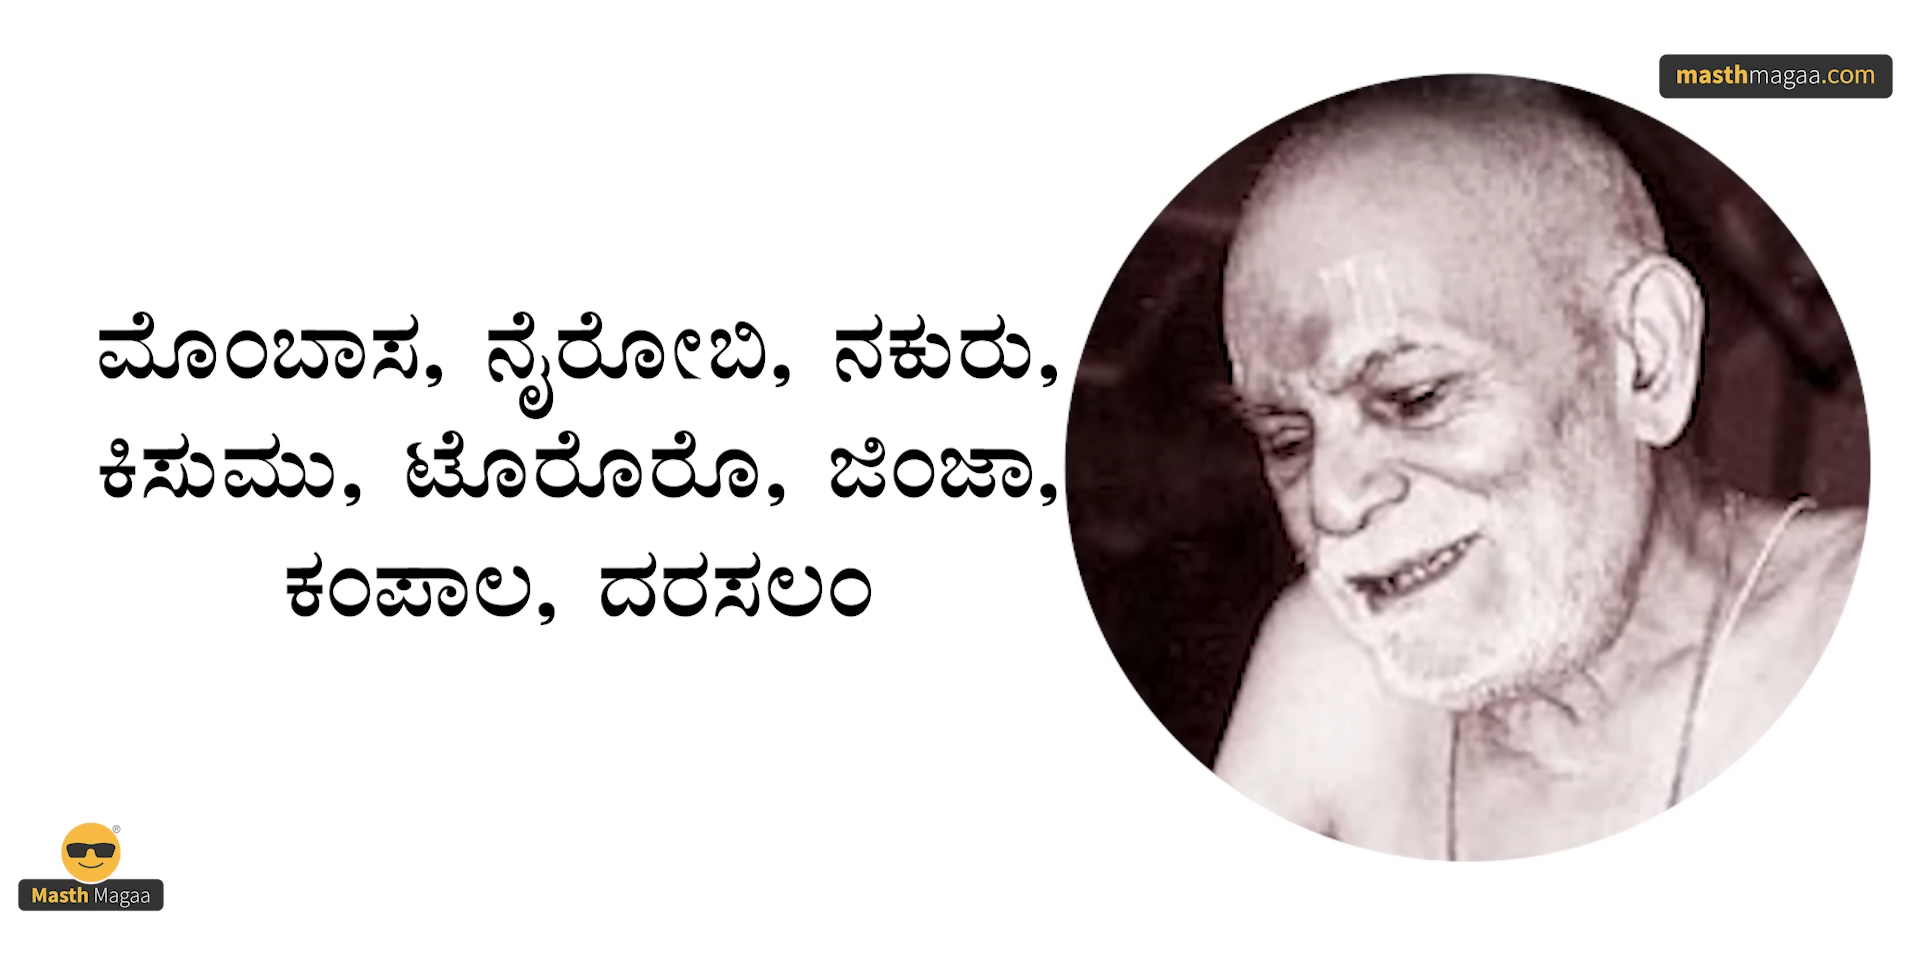 masthmagaa.com
ಮೊಂಬಾಸ, ನೈರೋಬಿ, ನಕುರು,
ಕಿಸುಮು, ಟೊರೊರೊ, ಜಿಂಜಾ,
ಕಂಪಾಲ, ದರಸಲಂ
®
Masth Magaa